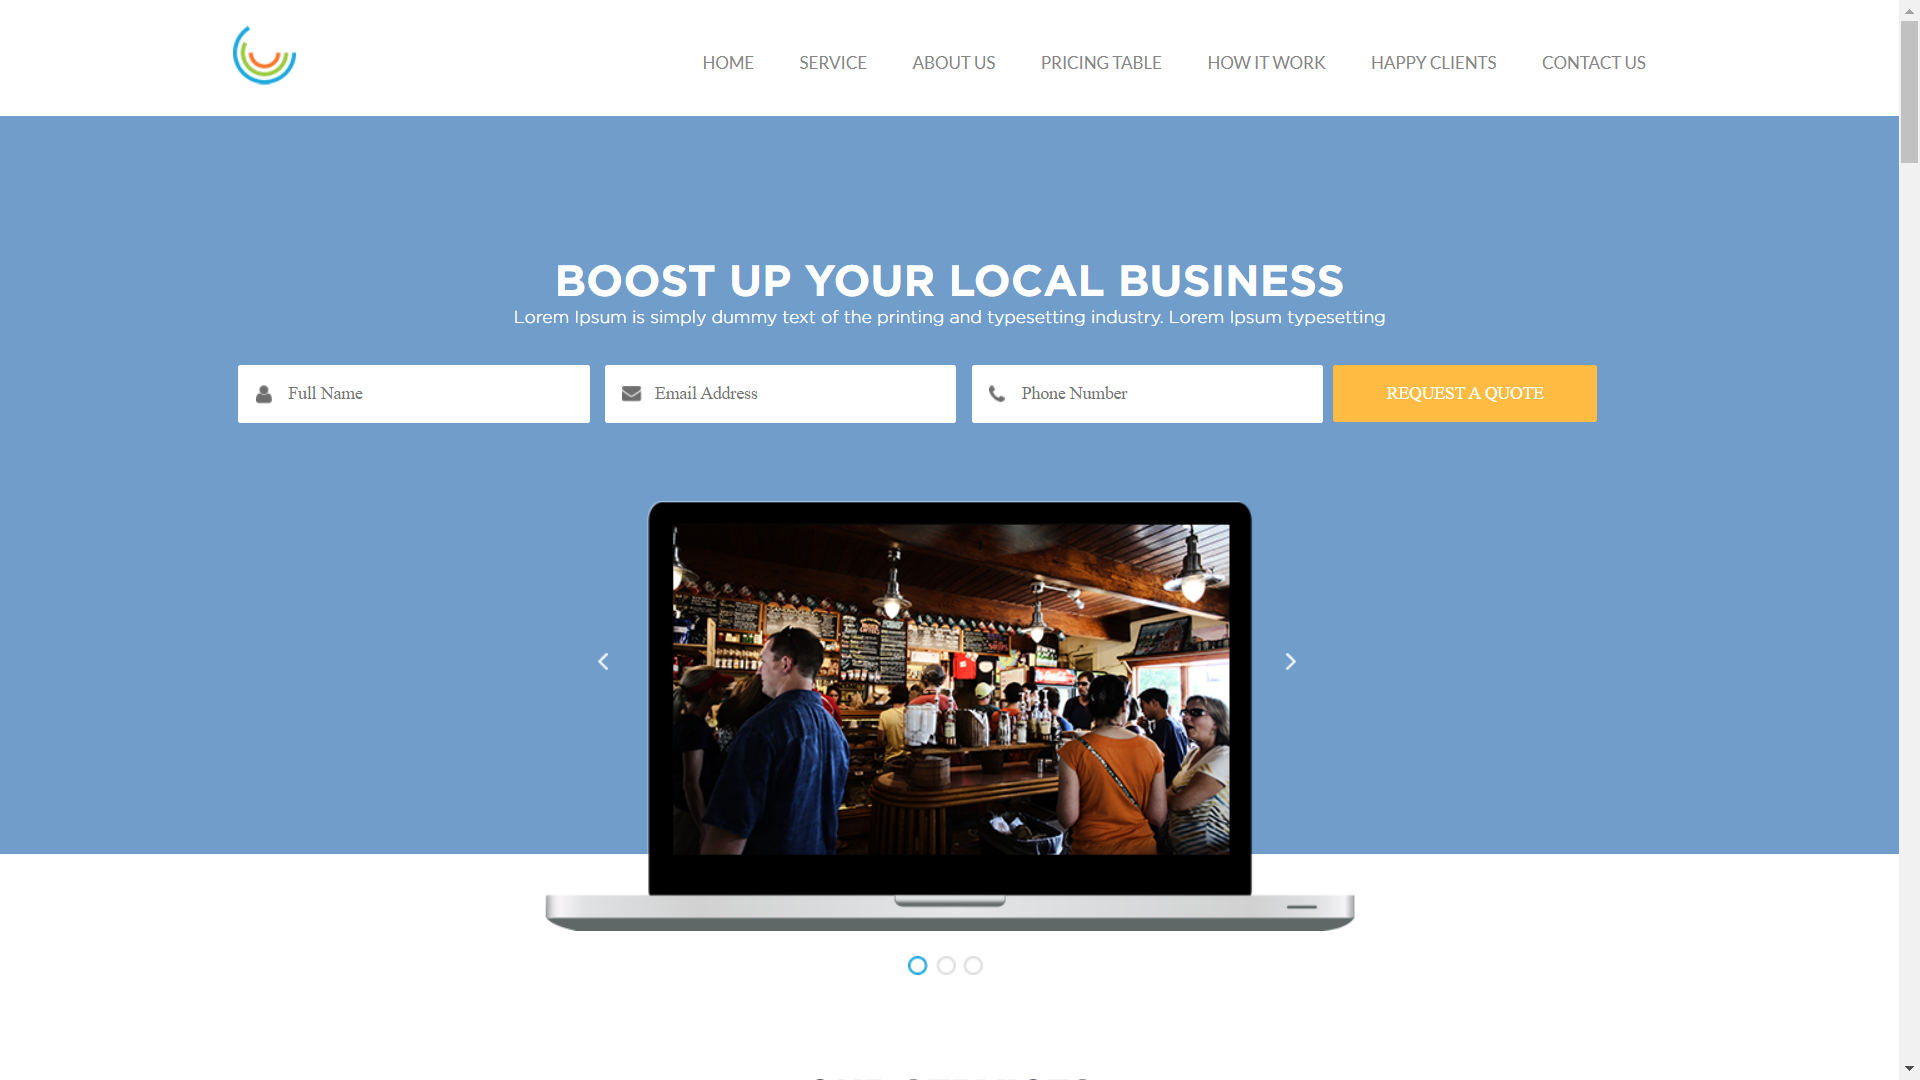 HOME SERVICE ABOUT US PRICING TABLE HOW IT WORK HAPPY CLIENTS CONTACT US
BOOST UP YOUR LOCAL BUSINESS
Lorem Ipsum is simply dummy text of the printing and typesetting industry. Lorem Ipsum typesetting
Full Name Email Address Phone Number REQUEST A QUOTE